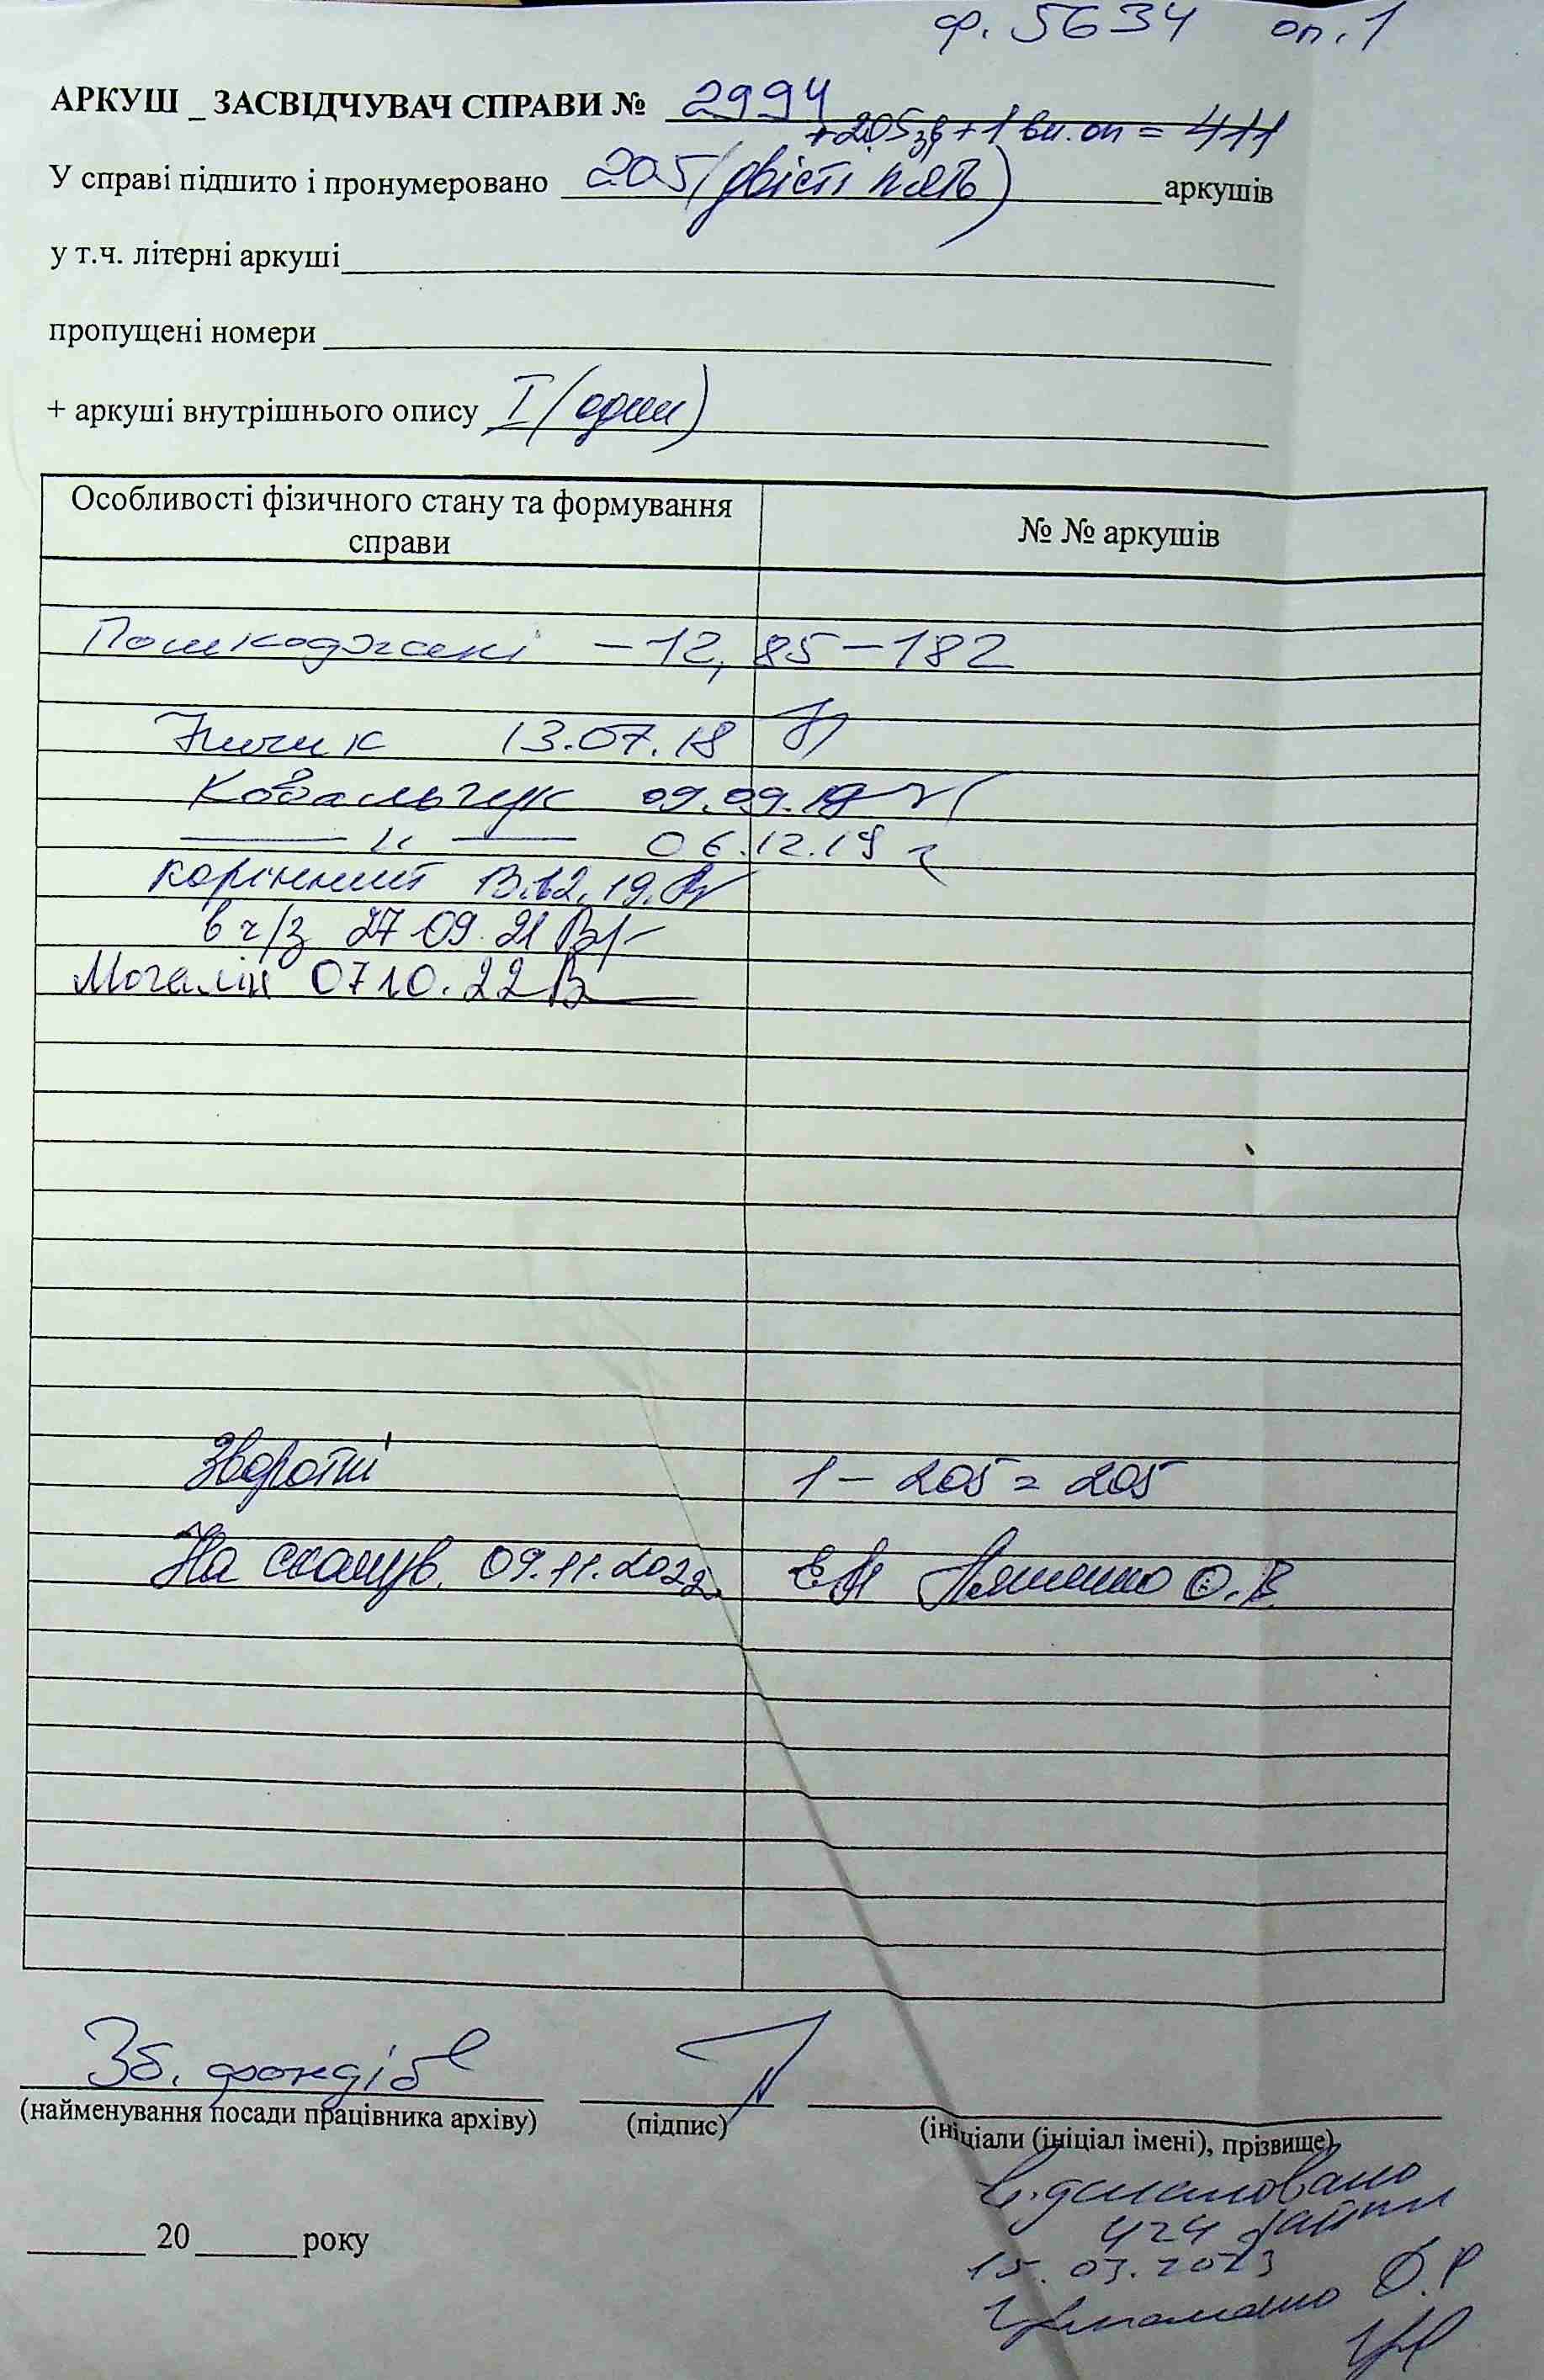 ф. 5634 оп. 1
АРКУШ _ ЗАСВІДЧУВАЧ СПРАВИ № 2994
+205 зв + 1 вн. оп = 411
У справі підшито і пронумеровано 205 (двісті п'ять) аркушів
у т.ч. літерні аркуші
пропущені номери
+ аркуші внутрішнього опису I (один)
Особливості фізичного стану та формування справи
№ № аркушів
Пошкоджені – 12, 85 – 182
13.07.18
Ковальчук 09.09.19
— " — 06.12.19
Корінний 13.12.19.
в ч/з 27.09.21
Мочалін 07 10. 22
Зворотні 1 – 205 = 205
На сканув. 09.11.2022. О.В.
Зб. фондів
(найменування посади працівника архіву) (підпис) (ініціали (ініціал імені), прізвище)
Відскановано
424 файли
20 року
15.03.2023